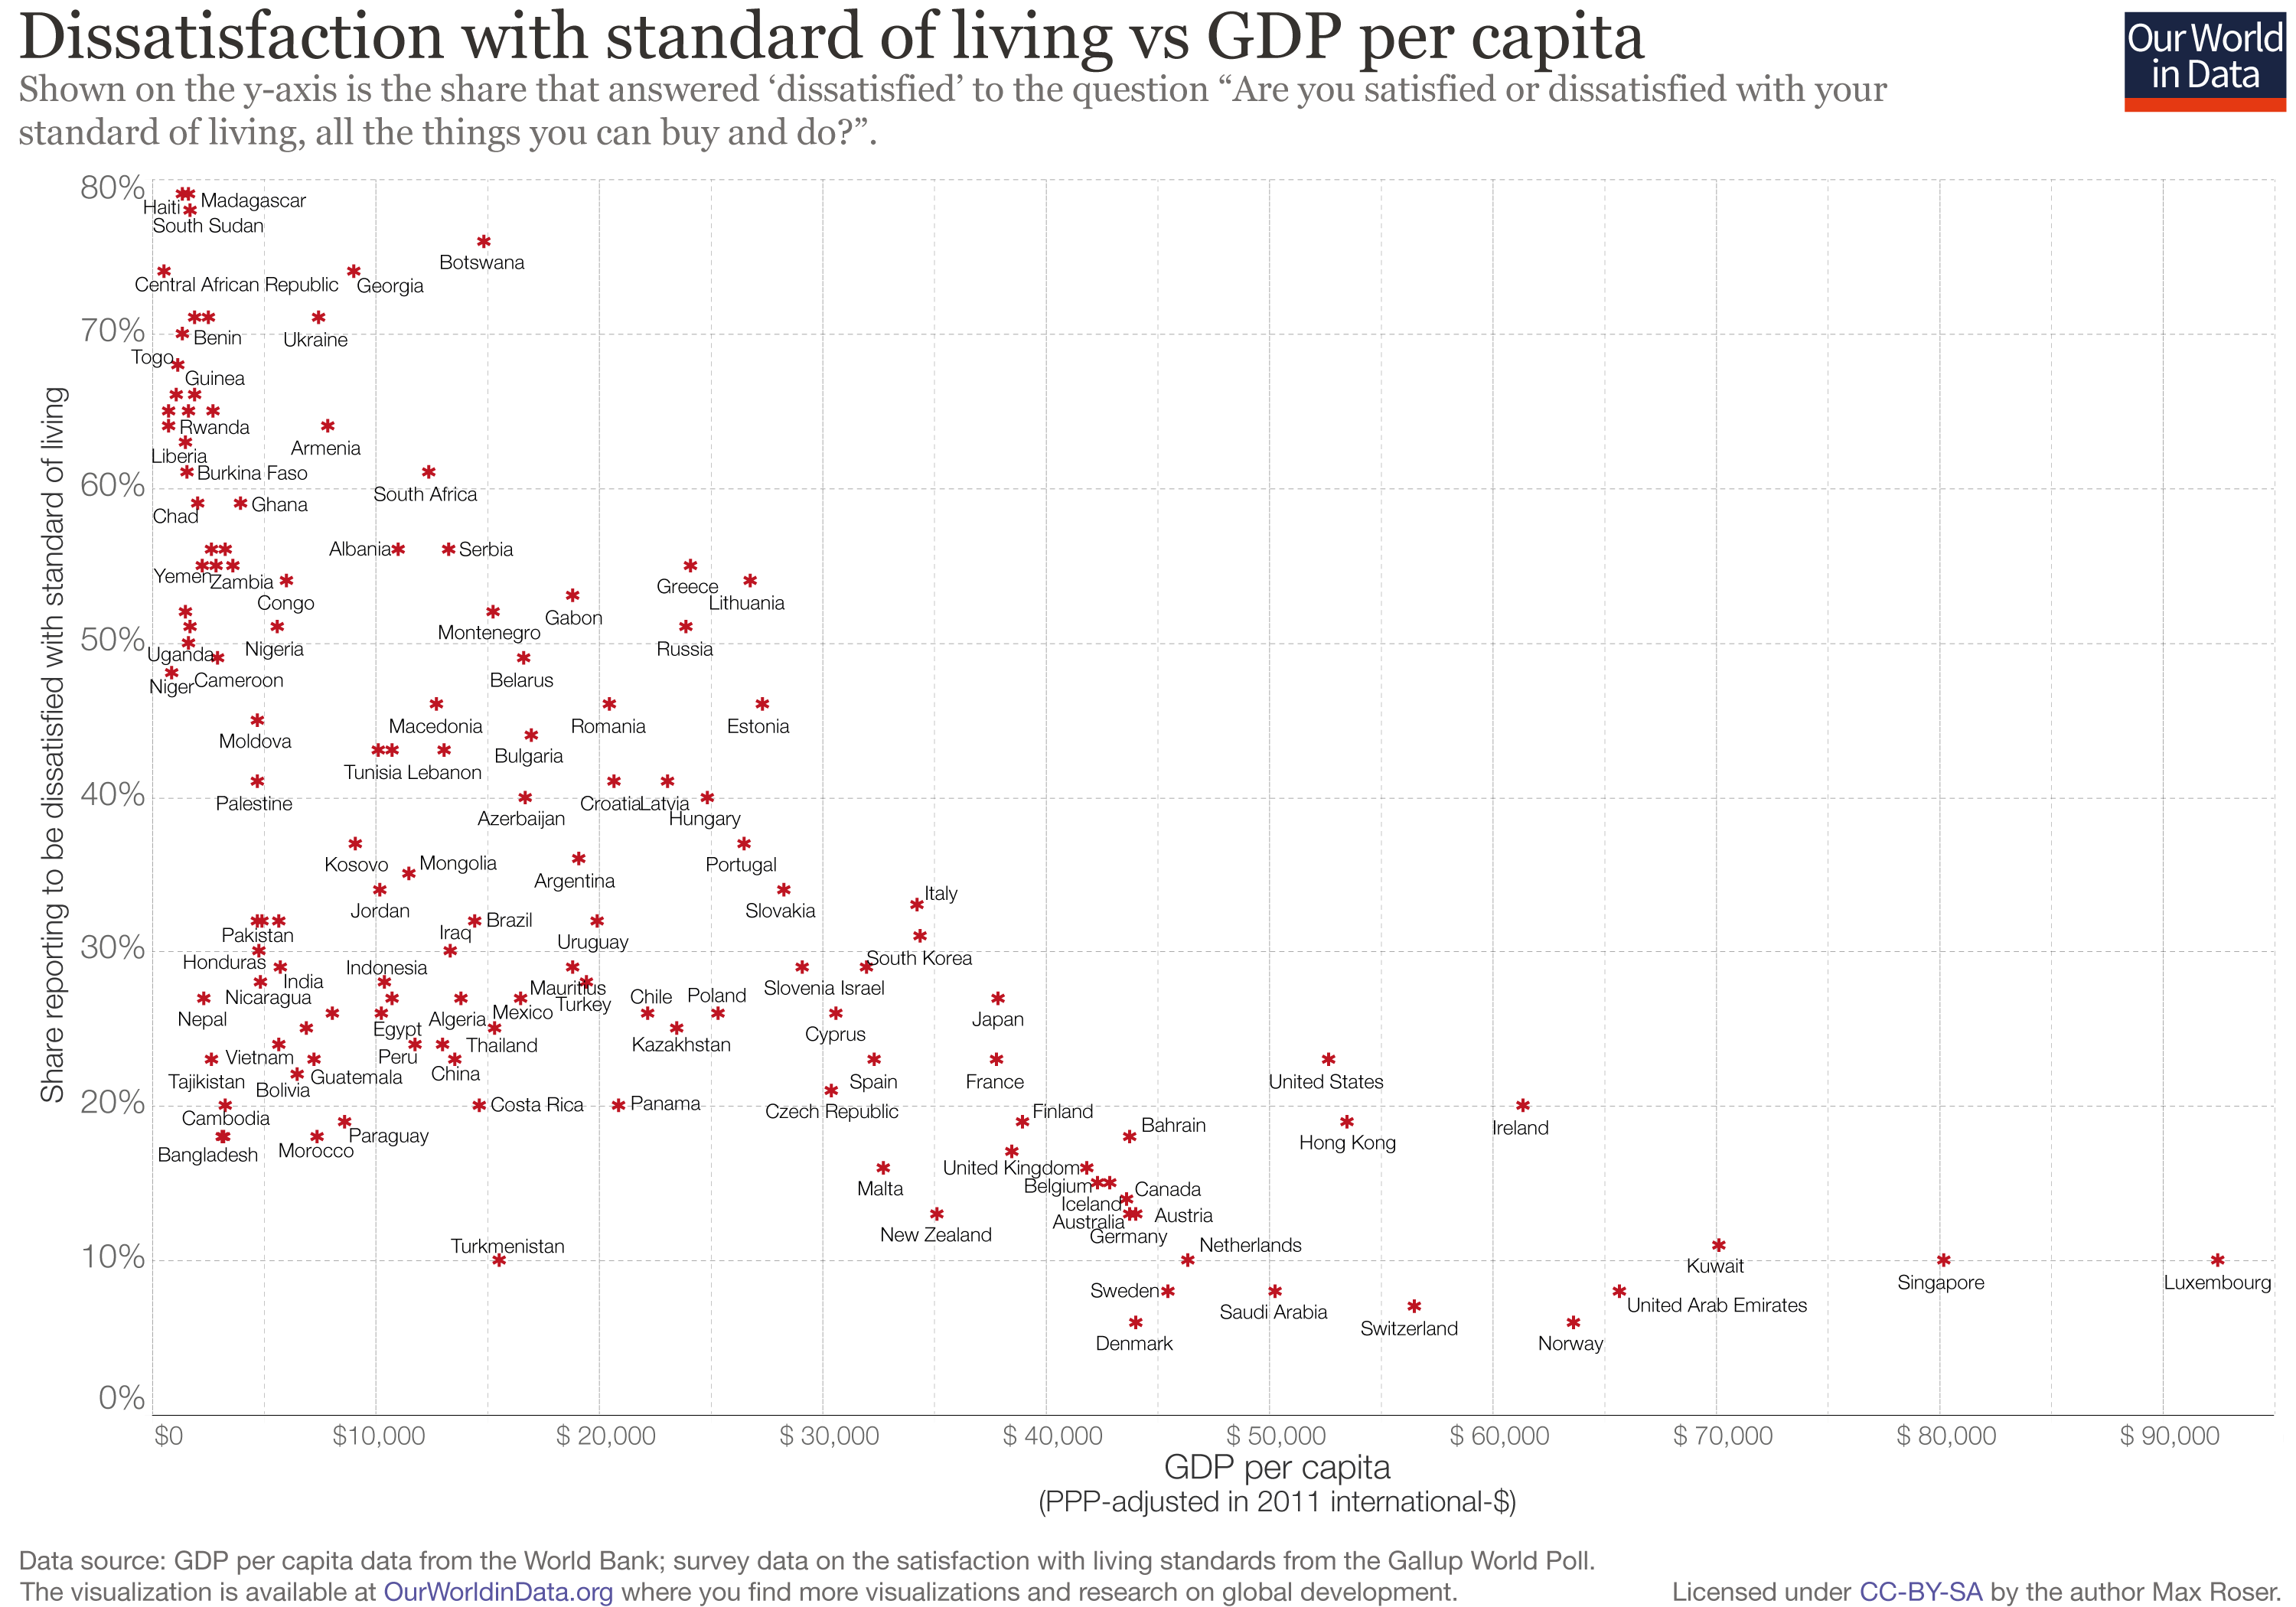 Dissatisfaction with standard of living vs GDP per capita
Our World
in Data
Shown on the y-axis is the share that answered ‘dissatisfied’ to the question “Are you satisfied or dissatisfied with your
standard of living, all the things you can buy and do?”.
Share reporting to be dissatisfied with standard of living
80%
Madagascar
Haiti
South Sudan
Botswana
Central African Republic
Georgia
70%
Benin
Ukraine
Togo
Guinea
Rwanda
Armenia
Liberia
Burkina Faso
60%
South Africa
Ghana
Chad
Albania
Serbia
Yemen
Zambia
Greece
Congo
Lithuania
Gabon
Montenegro
50%
Uganda
Nigeria
Russia
Niger
Cameroon
Belarus
Macedonia
Romania
Estonia
Moldova
Bulgaria
Tunisia
Lebanon
40%
Palestine
Croatia
Latvia
Azerbaijan
Hungary
Kosovo
Mongolia
Portugal
Argentina
Italy
Jordan
Slovakia
Brazil
Pakistan
Iraq
Uruguay
30%
South Korea
Honduras
Indonesia
India
Mauritius
Slovenia
Israel
Nicaragua
Chile
Poland
Turkey
Mexico
Nepal
Algeria
Japan
Egypt
Cyprus
Thailand
Kazakhstan
Vietnam
Peru
China
Guatemala
Tajikistan
Spain
France
United States
Bolivia
20%
Costa Rica
Panama
Czech Republic
Finland
Cambodia
Bahrain
Ireland
Paraguay
Hong Kong
Morocco
Bangladesh
United Kingdom
Belgium
Malta
Canada
Iceland
Austria
Australia
New Zealand
Germany
10%
Turkmenistan
Netherlands
Kuwait
Singapore
Luxembourg
Sweden
United Arab Emirates
Saudi Arabia
Switzerland
Denmark
Norway
0%
$0
$10,000
$ 20,000
$ 30,000
$ 40,000
$ 50,000
$ 60,000
$ 70,000
$ 80,000
$ 90,000
GDP per capita
(PPP-adjusted in 2011 international-$)
Data source: GDP per capita data from the World Bank; survey data on the satisfaction with living standards from the Gallup World Poll.
The visualization is available at OurWorldinData.org where you find more visualizations and research on global development.
Licensed under CC-BY-SA by the author Max Roser.